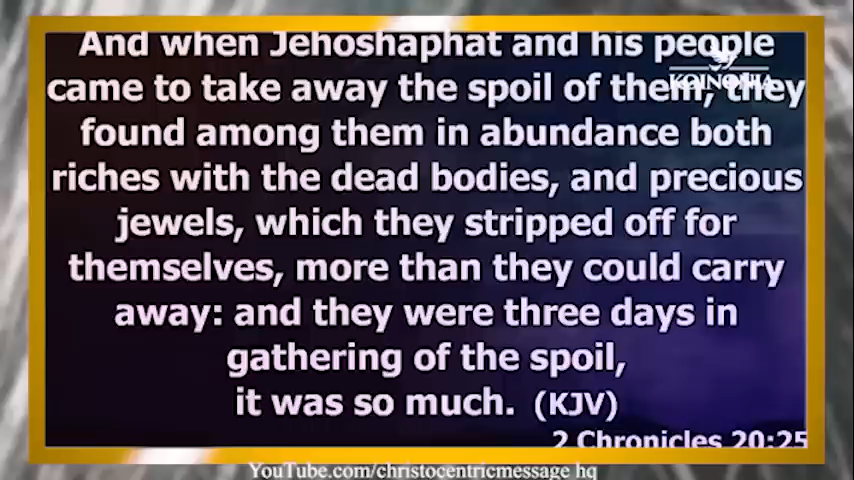 And when Jehoshaphat and his people
KOINONIA
came to take away the spoil of them, they
found among them in abundance both
riches with the dead bodies, and precious
jewels, which they stripped off for
themselves, more than they could carry
away: and they were three days in
gathering of the spoil,
it was so much. (KJV)
2 Chronicles 20:25
YouTube.com/christocentricmessage hq